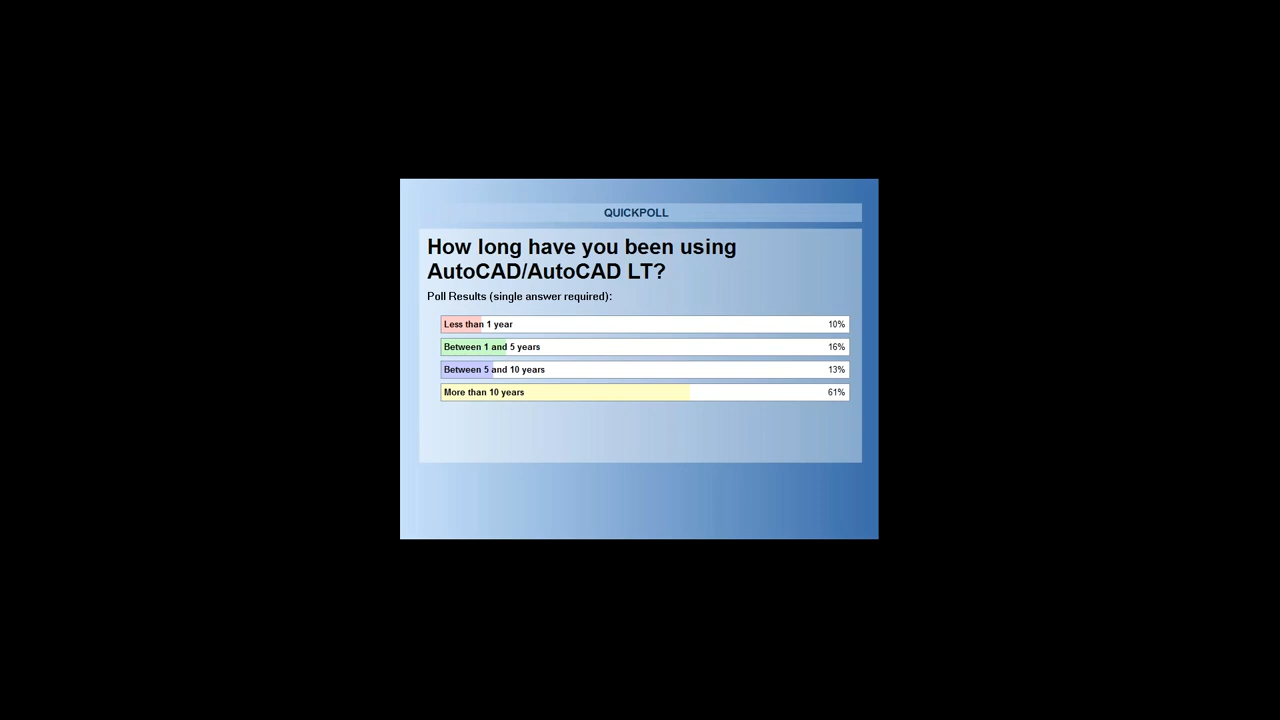 QUICKPOLL
How long have you been using
AutoCAD/AutoCAD LT?
Poll Results (single answer required):
Less than 1 year 10%
Between 1 and 5 years 16%
Between 5 and 10 years 13%
More than 10 years 61%